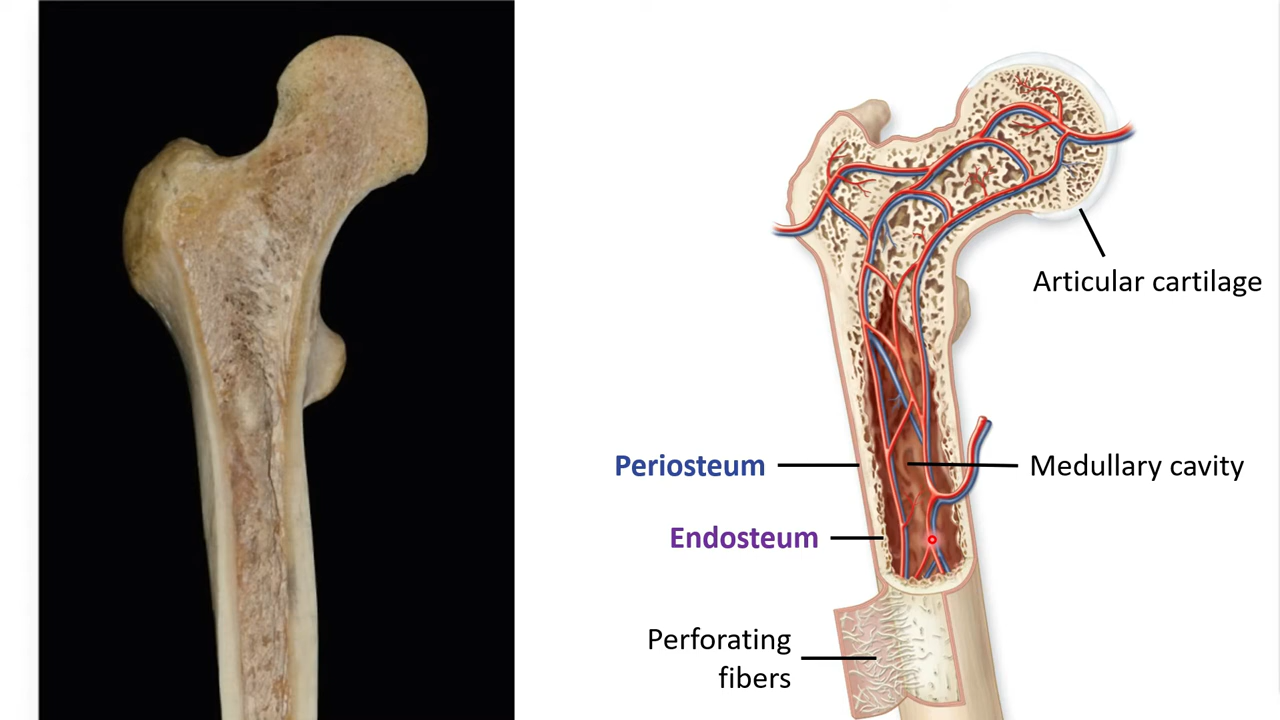 Articular cartilage
Periosteum
Medullary cavity
Endosteum
Perforating
fibers